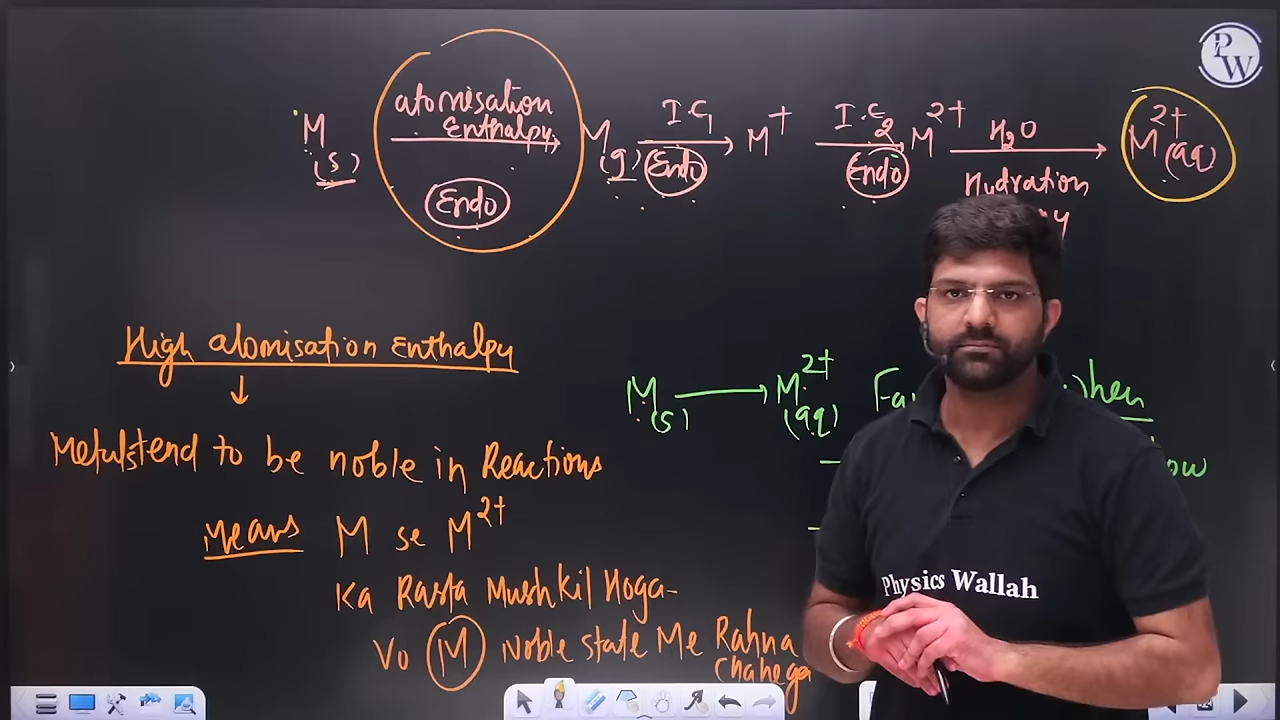 PW
atomisation
Enthalpy
M(s) → M(g) I.E1 → M+ I.E2 → M2+ H2O → M2+(aq)
Endo Endo Endo Hydration
High atomisation Enthalpy
↓
M(s) → M2+(aq)
Metals tend to be noble in Reactions
Means M se M2+
Ka Rasta Mushkil Hoga-
Vo M Noble state Me Rahna
Chahega
Physics Wallah